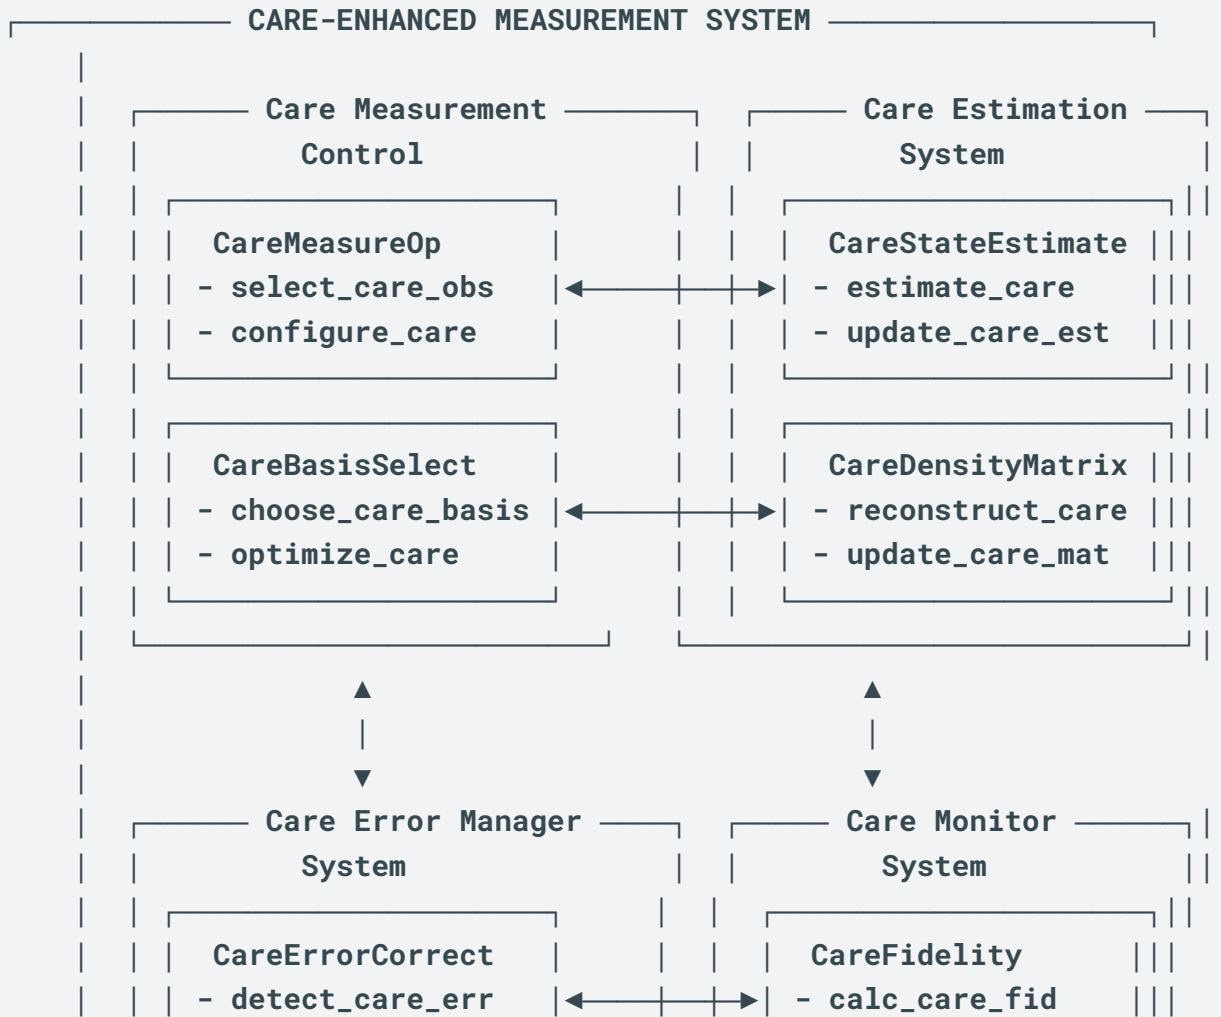 CARE-ENHANCED MEASUREMENT SYSTEM
Care Measurement Care Estimation
Control System
CareMeasureOp CareStateEstimate
- select_care_obs - estimate_care
- configure_care - update_care_est
CareBasisSelect CareDensityMatrix
- choose_care_basis - reconstruct_care
- optimize_care - update_care_mat
Care Error Manager Care Monitor
System System
CareErrorCorrect CareFidelity
- detect_care_err - calc_care_fid